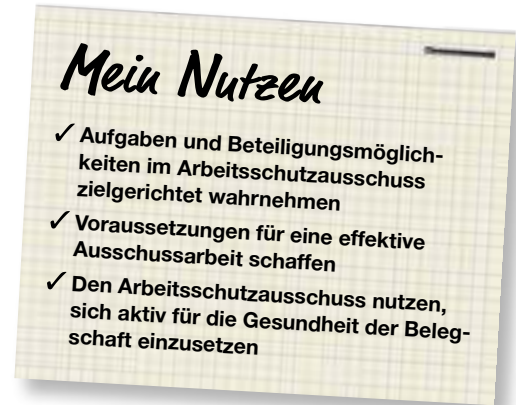 Mein Nutzen
✓ Aufgaben und Beteiligungsmöglich-
keiten im Arbeitsschutzausschuss
zielgerichtet wahrnehmen
✓ Voraussetzungen für eine effektive
Ausschussarbeit schaffen
✓ Den Arbeitsschutzausschuss nutzen,
sich aktiv für die Gesundheit der Beleg-
schaft einzusetzen